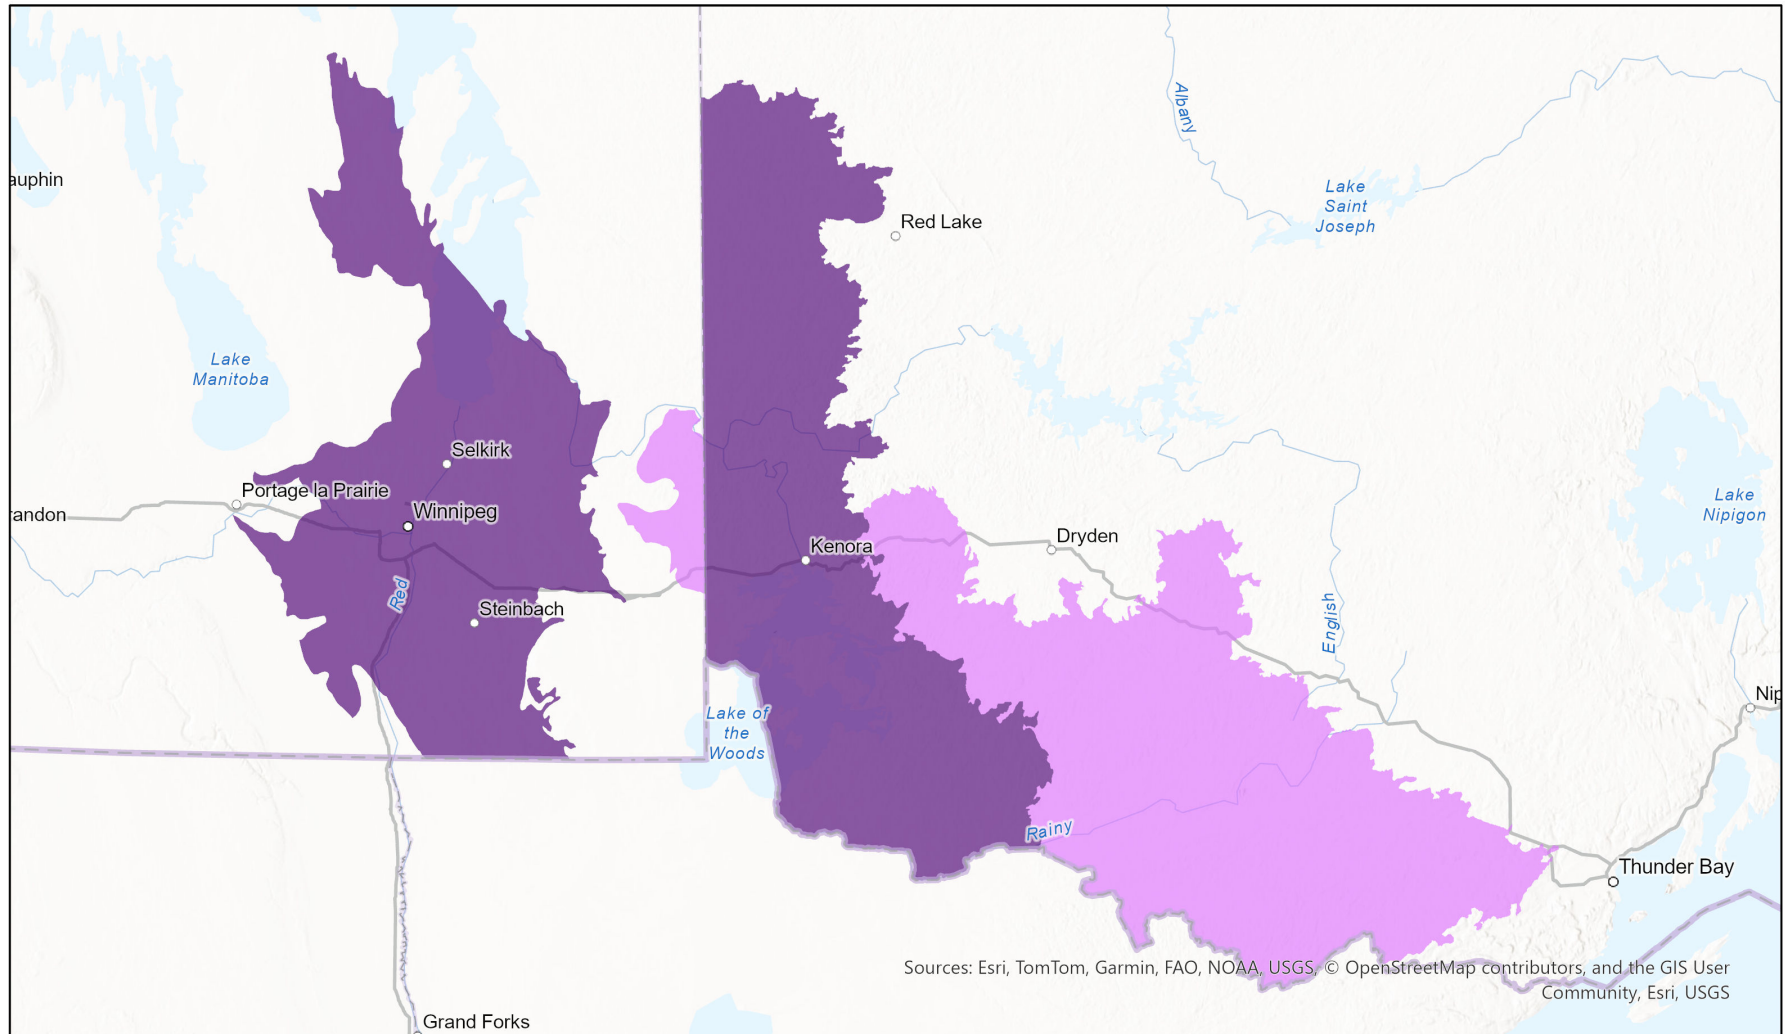 Albany
auphin
Lake
Saint
Joseph
Red Lake
Lake
Manitoba
Selkirk
Portage la Prairie
Winnipeg
randon
Lake
Nipigon
Kenora
Dryden
Red
Steinbach
English
Nip
Lake of
the
Woods
Rainy
Thunder Bay
Sources: Esri, TomTom, Garmin, FAO, NOAA, USGS, © OpenStreetMap contributors, and the GIS User
Community, Esri, USGS
Grand Forks